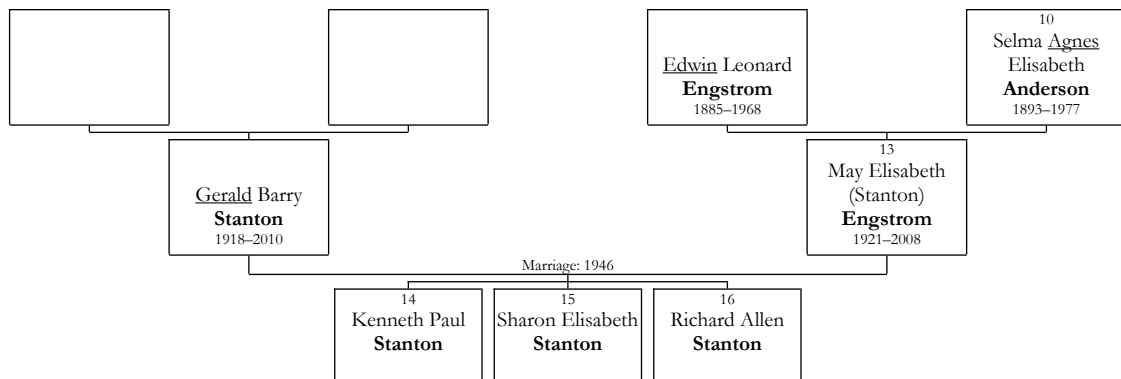 Edwin Leonard
Engstrom
1885–1968
10
Selma Agnes
Elisabeth
Anderson
1893–1977
Gerald Barry
Stanton
1918–2010
13
May Elisabeth
(Stanton)
Engstrom
1921–2008
Marriage: 1946
14
Kenneth Paul
Stanton
15
Sharon Elisabeth
Stanton
16
Richard Allen
Stanton